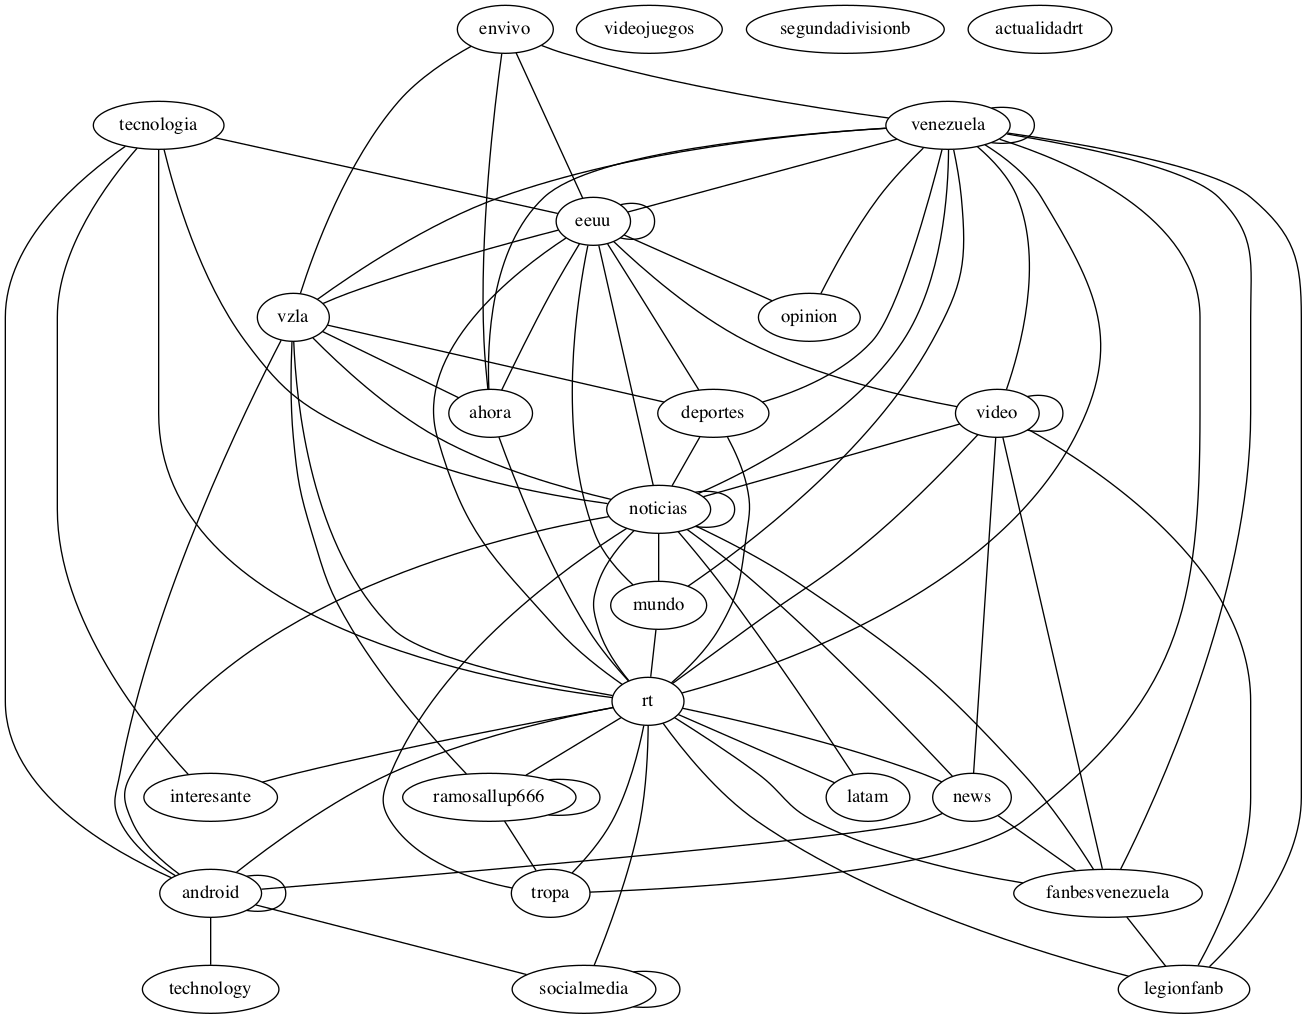 envivo
videojuegos
segundadivisionb
actualidadrt
tecnologia
venezuela
eeuu
vzla
opinion
ahora
deportes
video
noticias
mundo
rt
interesante
ramosallup666
latam
news
android
tropa
fanbesvenezuela
technology
socialmedia
legionfanb